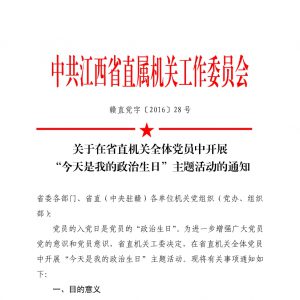 中共江西省直属机关工作委员会
赣直党字〔2016〕28号
关于在省直机关全体党员中开展
“今天是我的政治生日”主题活动的通知
省委各部门、省直（中央驻赣）各单位机关党组织（党办、组织
部）：
党员的入党日是党员的“政治生日”。为进一步增强广大党员
党的意识和党员意识，省直机关工委决定，在省直机关全体党员
中开展“今天是我的政治生日”主题活动。现将有关事项通知如
下：
一、目的意义